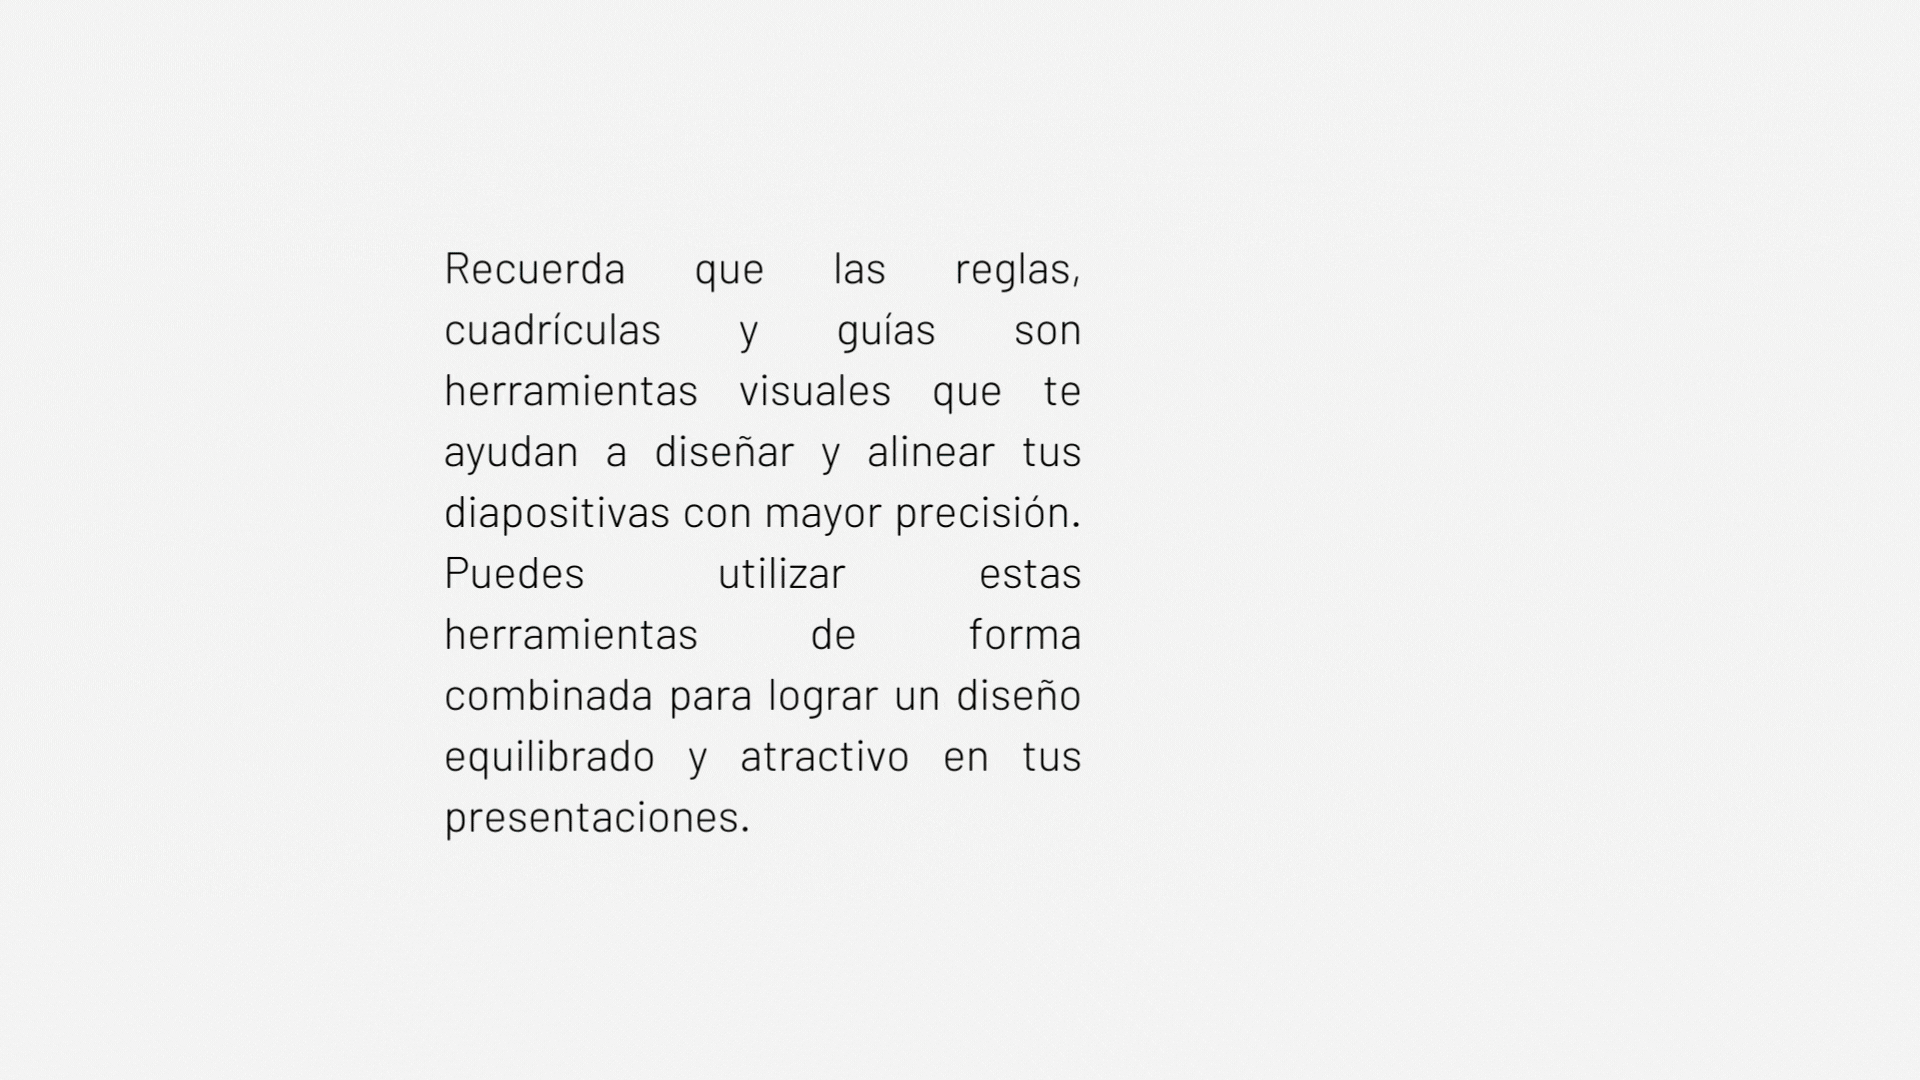 Recuerda que las reglas,
cuadrículas y guías son
herramientas visuales que te
ayudan a diseñar y alinear tus
diapositivas con mayor precisión.
Puedes utilizar estas
herramientas de forma
combinada para lograr un diseño
equilibrado y atractivo en tus
presentaciones.